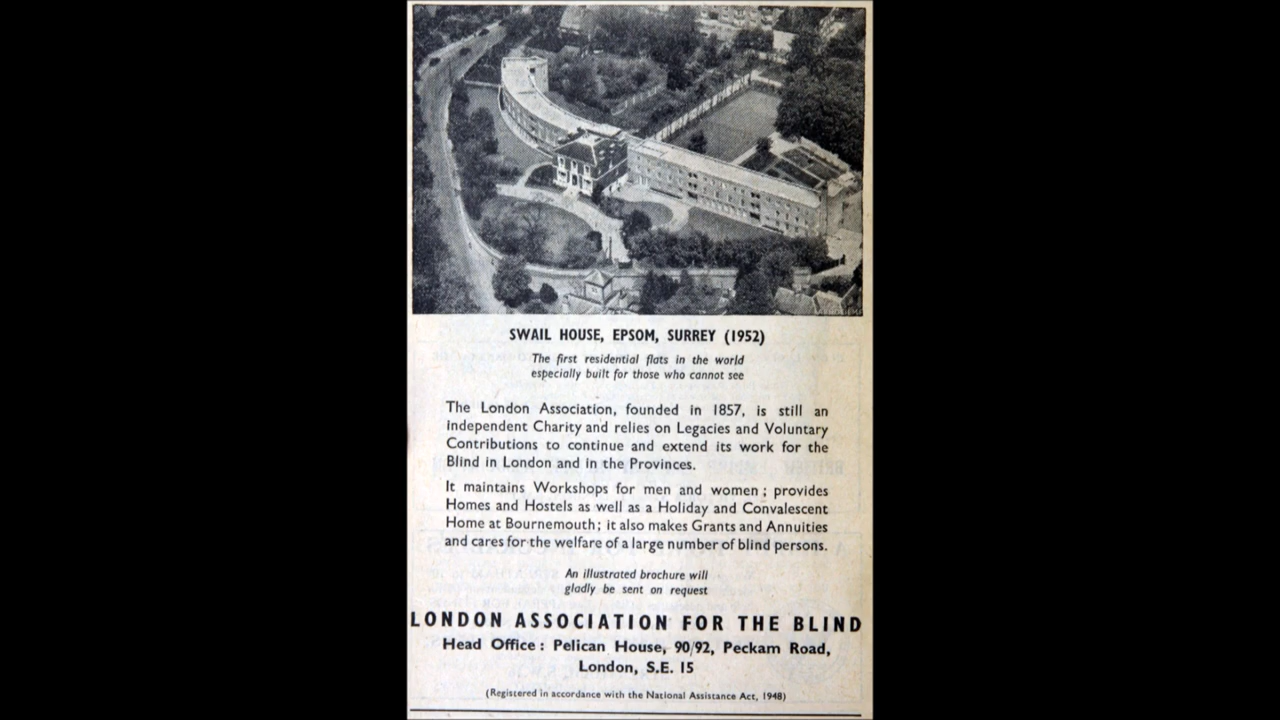 SWAIL HOUSE, EPSOM, SURREY (1952)
The first residential flats in the world
especially built for those who cannot see
The London Association, founded in 1857, is still an
Independent Charity and relies on Legacies and Voluntary
Contributions to continue and extend its work for the
Blind in London and in the Provinces.
It maintains Workshops for men and women ; provides
Homes and Hostels as well as a Holiday and Convalescent
Home at Bournemouth ; it also makes Grants and Annuities
and cares for the welfare of a large number of blind persons.
An illustrated brochure will
gladly be sent on request
LONDON ASSOCIATION FOR THE BLIND
Head Office : Pelican House, 90/92, Peckam Road,
London, S.E. 15
(Registered in accordance with the National Assistance Act, 1948)